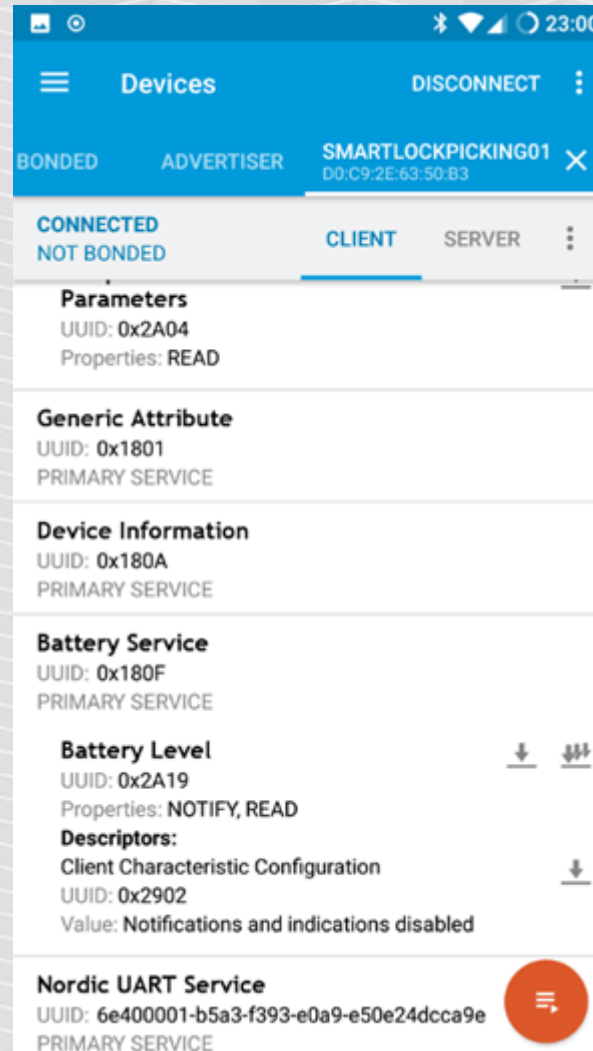 23:00
Devices DISCONNECT
BONDED ADVERTISER SMARTLOCKPICKING01
D0:C9:2E:63:50:B3
CONNECTED
NOT BONDED
CLIENT SERVER
Parameters
UUID: 0x2A04
Properties: READ
Generic Attribute
UUID: 0x1801
PRIMARY SERVICE
Device Information
UUID: 0x180A
PRIMARY SERVICE
Battery Service
UUID: 0x180F
PRIMARY SERVICE
Battery Level
UUID: 0x2A19
Properties: NOTIFY, READ
Descriptors:
Client Characteristic Configuration
UUID: 0x2902
Value: Notifications and indications disabled
Nordic UART Service
UUID: 6e400001-b5a3-f393-e0a9-e50e24dcca9e
PRIMARY SERVICE